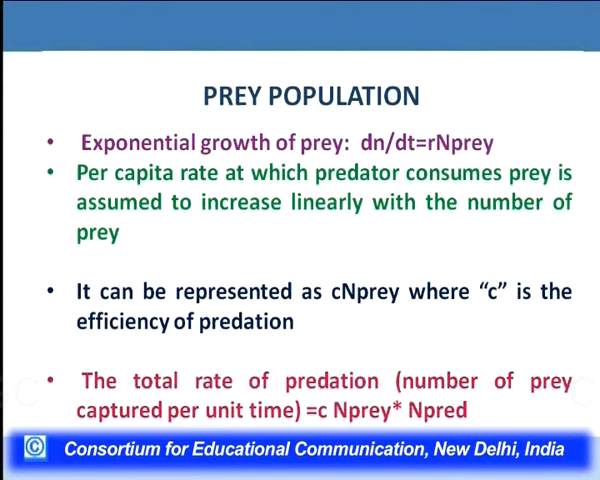 PREY POPULATION
• Exponential growth of prey: dn/dt=rNprey
• Per capita rate at which predator consumes prey is
assumed to increase linearly with the number of
prey
• It can be represented as cNprey where “c” is the
efficiency of predation
• The total rate of predation (number of prey
captured per unit time) =c Nprey* Npred
© Consortium for Educational Communication, New Delhi, India